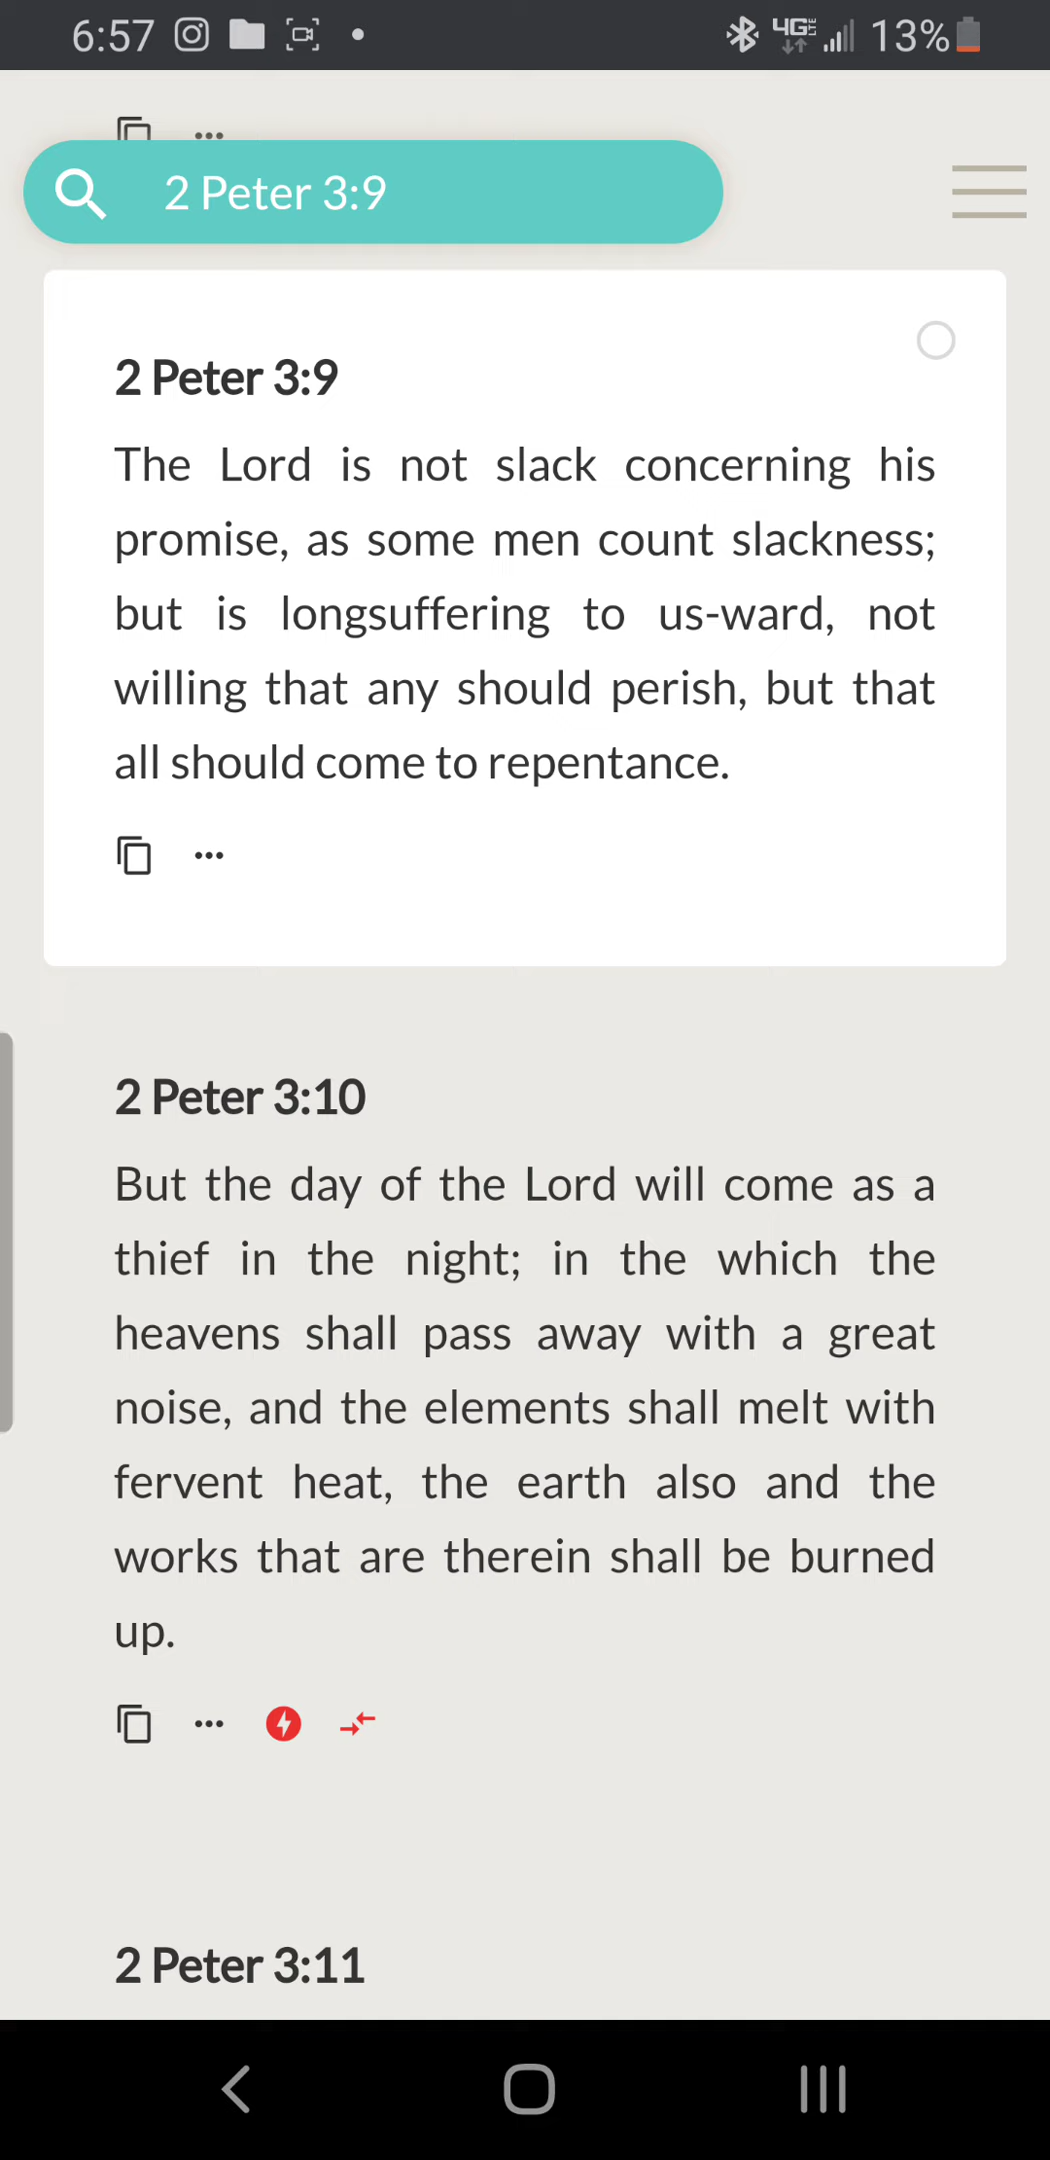 6:57 4G LTE 13%
2 Peter 3:9
2 Peter 3:9
The Lord is not slack concerning his
promise, as some men count slackness;
but is longsuffering to us-ward, not
willing that any should perish, but that
all should come to repentance.
2 Peter 3:10
But the day of the Lord will come as a
thief in the night; in the which the
heavens shall pass away with a great
noise, and the elements shall melt with
fervent heat, the earth also and the
works that are therein shall be burned
up.
2 Peter 3:11